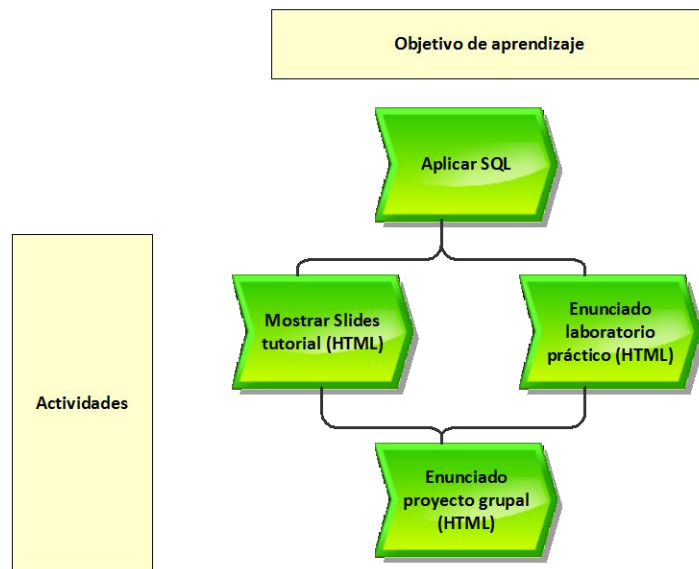 Objetivo de aprendizaje
Aplicar SQL
Mostrar Slides
tutorial (HTML)
Enunciado
laboratorio
práctico (HTML)
Actividades
Enunciado
proyecto grupal
(HTML)